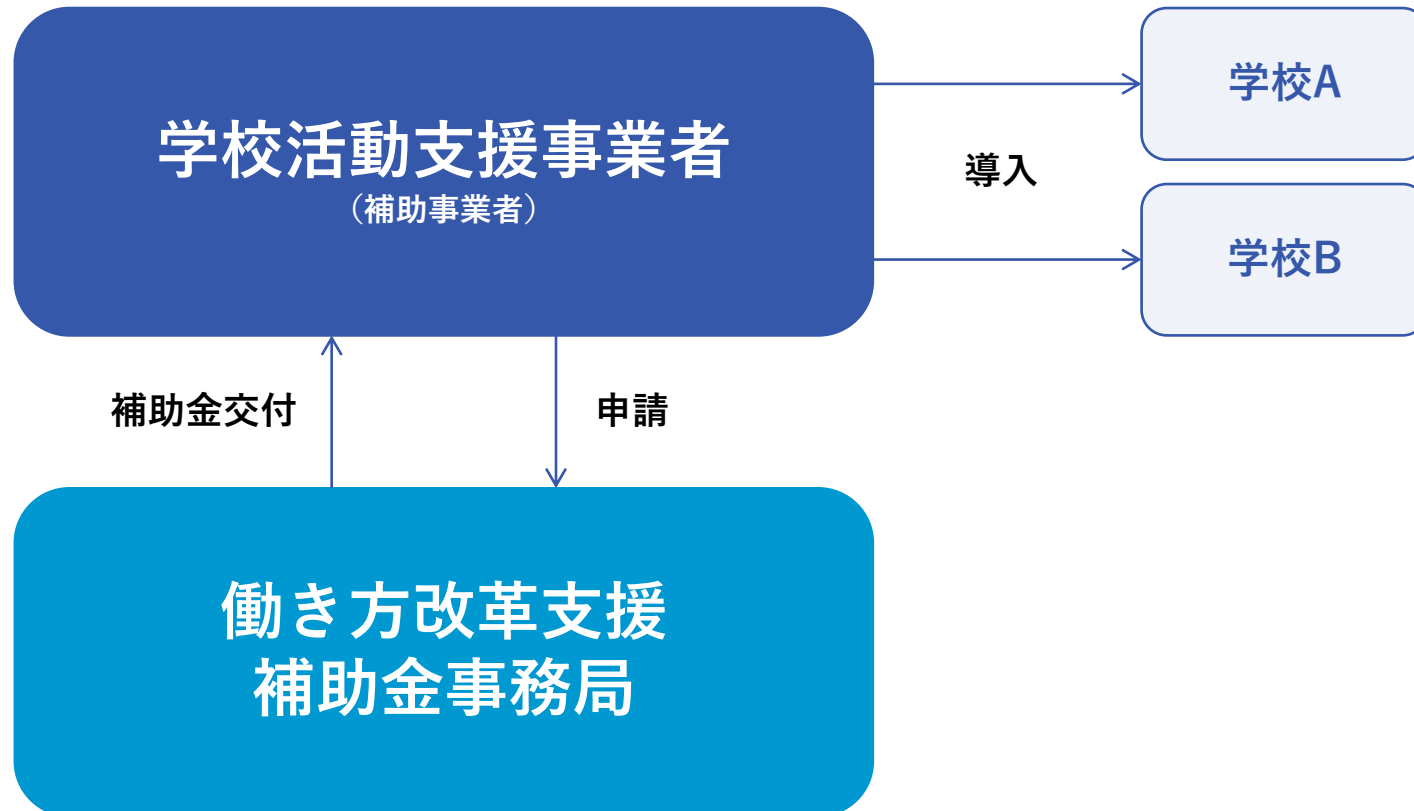 学校活動支援事業者
（補助事業者）
導入
学校A
学校B
補助金交付
申請
働き方改革支援
補助金事務局